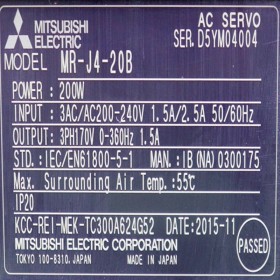 MITSUBISHI
ELECTRIC
AC SERVO
SER. D5YM04004
MODEL MR-J4-20B
POWER : 200W
INPUT : 3AC/AC200-240V 1.5A/2.5A 50/60Hz
OUTPUT : 3PH170V 0-360Hz 1.5A
STD. : IEC/EN61800-5-1 MAN. : IB(NA)0300175
Max. Surrounding Air Temp. : 55℃
IP20
KCC-REI-MEK-TC300A624G52 DATE : 2015-11
MITSUBISHI ELECTRIC CORPORATION
TOKYO 100-8310, JAPAN
PASSED